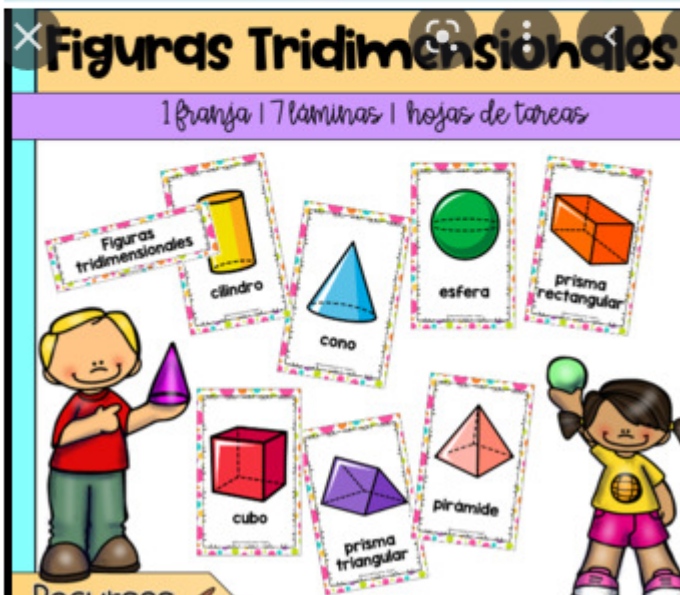 Figuras Tridimensionales
1 franja | 7 láminas | hojas de tareas
Figuras
tridimensionales
cilindro
cono
esfera
prisma
rectangular
cubo
prisma
triangular
pirámide
Recursos